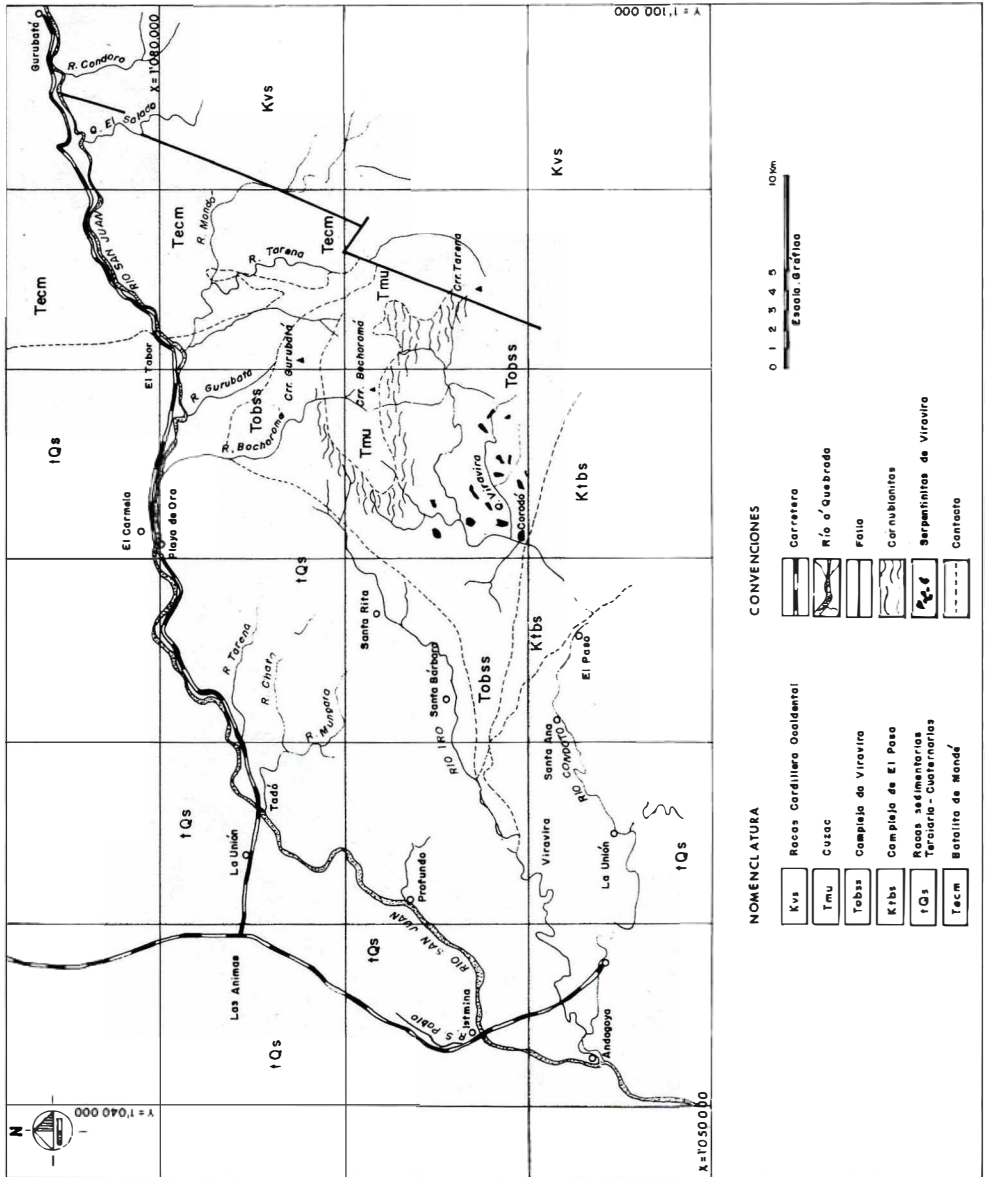 N
Y = 1'040 000
X = 1'080.000
Y = 1'100 000
X=1'050.000
Gurubatá
R. Condoro
Q. El Salado
Kvs
Tecm
RIO SAN JUAN
R. Mondo
Tecm
Tecm
R. Tarena
Kvs
El Tabor
R. Gurubatá
Crr. Gurubatá
Tmu
Crr. Tarena
tQs
Tobss
R. Bochoroma
Crr. Bochoramá
Tmu
Tobss
El Carmelo
Playa de Oro
Q. Viravira
Corodó
Ktbs
tQs
Santa Rita
R. Tarena
R. Chato
R. Mungara
Santa Bárbara
RIO IRO
Tobss
Ktbs
El Paso
Santa Ana
RIO CONDOTO
tQs
Tadó
La Unión
Profundo
RIO SAN JUAN
Viravira
La Unión
tQs
Las Animas
tQs
tQs
R. S. Pablo
Istmina
Andagoya
NOMENCLATURA
Kvs Rocas Cordillera Occidental
Tmu Cuzac
Tobss Complejo de Viravira
Ktbs Complejo de El Paso
tQs Rocas sedimentarias
Terciario - Cuaternarias
Tecm Batolito de Mandé
CONVENCIONES
Carretera
Río o' Quebrada
Falla
Cornubianitas
Serpentinitas de Viravira
Contacto
0 1 2 3 4 5 10 Km
Escala Gráfica